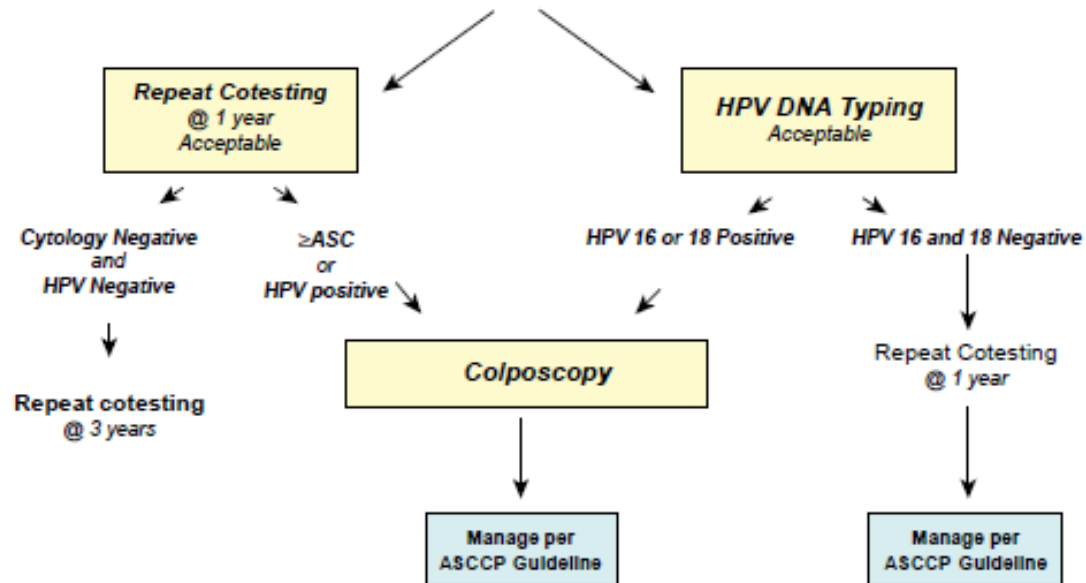 Repeat Cotesting
@ 1 year
Acceptable
HPV DNA Typing
Acceptable
Cytology Negative
and
HPV Negative
≥ASC
or
HPV positive
HPV 16 or 18 Positive
HPV 16 and 18 Negative
Repeat cotesting
@ 3 years
Colposcopy
Repeat Cotesting
@ 1 year
Manage per
ASCCP Guideline
Manage per
ASCCP Guideline